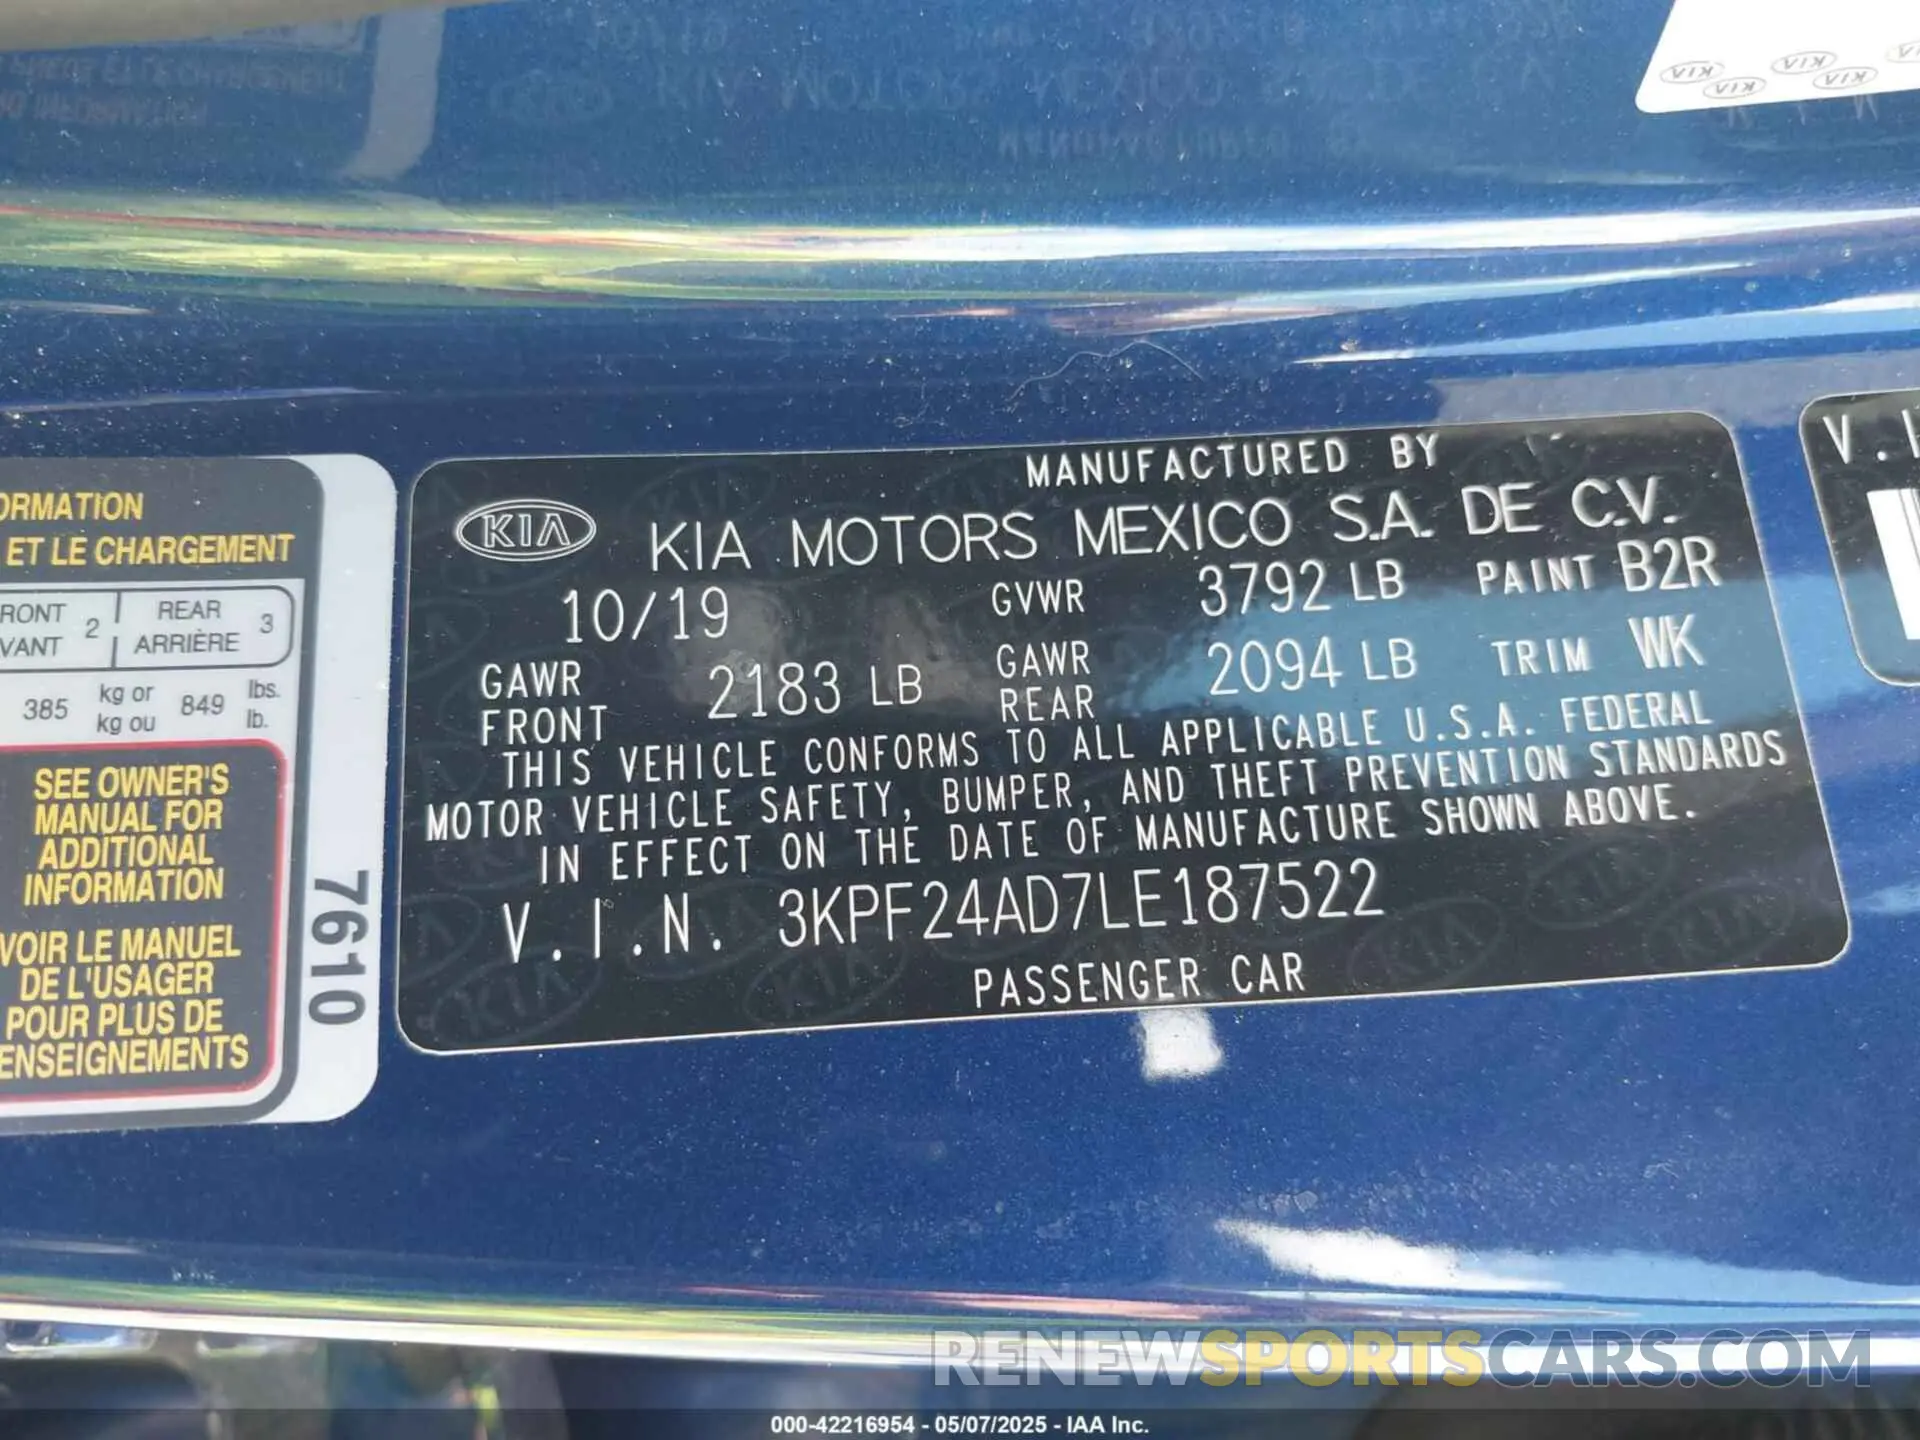 ORMATION
ET LE CHARGEMENT
RONT 2 REAR 3
VANT ARRIÈRE
385 kg or 849 lbs.
kg ou lb.
SEE OWNER'S
MANUAL FOR
ADDITIONAL
INFORMATION
VOIR LE MANUEL
DE L'USAGER
POUR PLUS DE
ENSEIGNEMENTS
7610
MANUFACTURED BY
KIA KIA MOTORS MEXICO S.A. DE C.V.
10/19 GVWR 3792 LB PAINT B2R
GAWR FRONT 2183 LB GAWR REAR 2094 LB TRIM WK
THIS VEHICLE CONFORMS TO ALL APPLICABLE U.S.A. FEDERAL
MOTOR VEHICLE SAFETY, BUMPER, AND THEFT PREVENTION STANDARDS
IN EFFECT ON THE DATE OF MANUFACTURE SHOWN ABOVE.
V.I.N. 3KPF24AD7LE187522
PASSENGER CAR
V.I
RENEWSPORTSCARS.COM
000-42216954 - 05/07/2025 - IAA Inc.